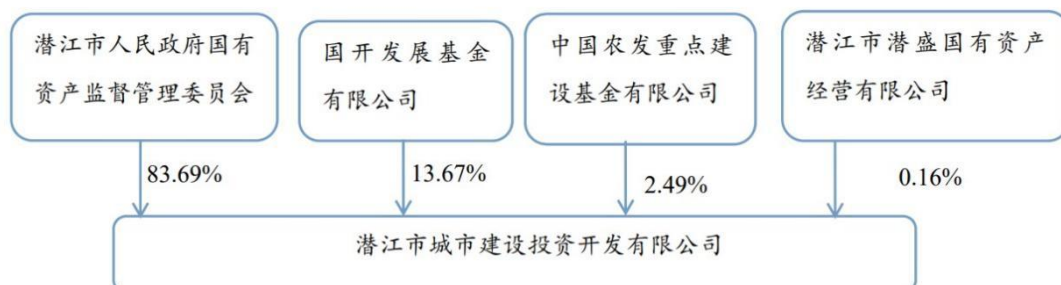 潜江市人民政府国有
资产监督管理委员会
国开发展基金
有限公司
中国农发重点建
设基金有限公司
潜江市潜盛国有资产
经营有限公司
83.69%
13.67%
2.49%
0.16%
潜江市城市建设投资开发有限公司